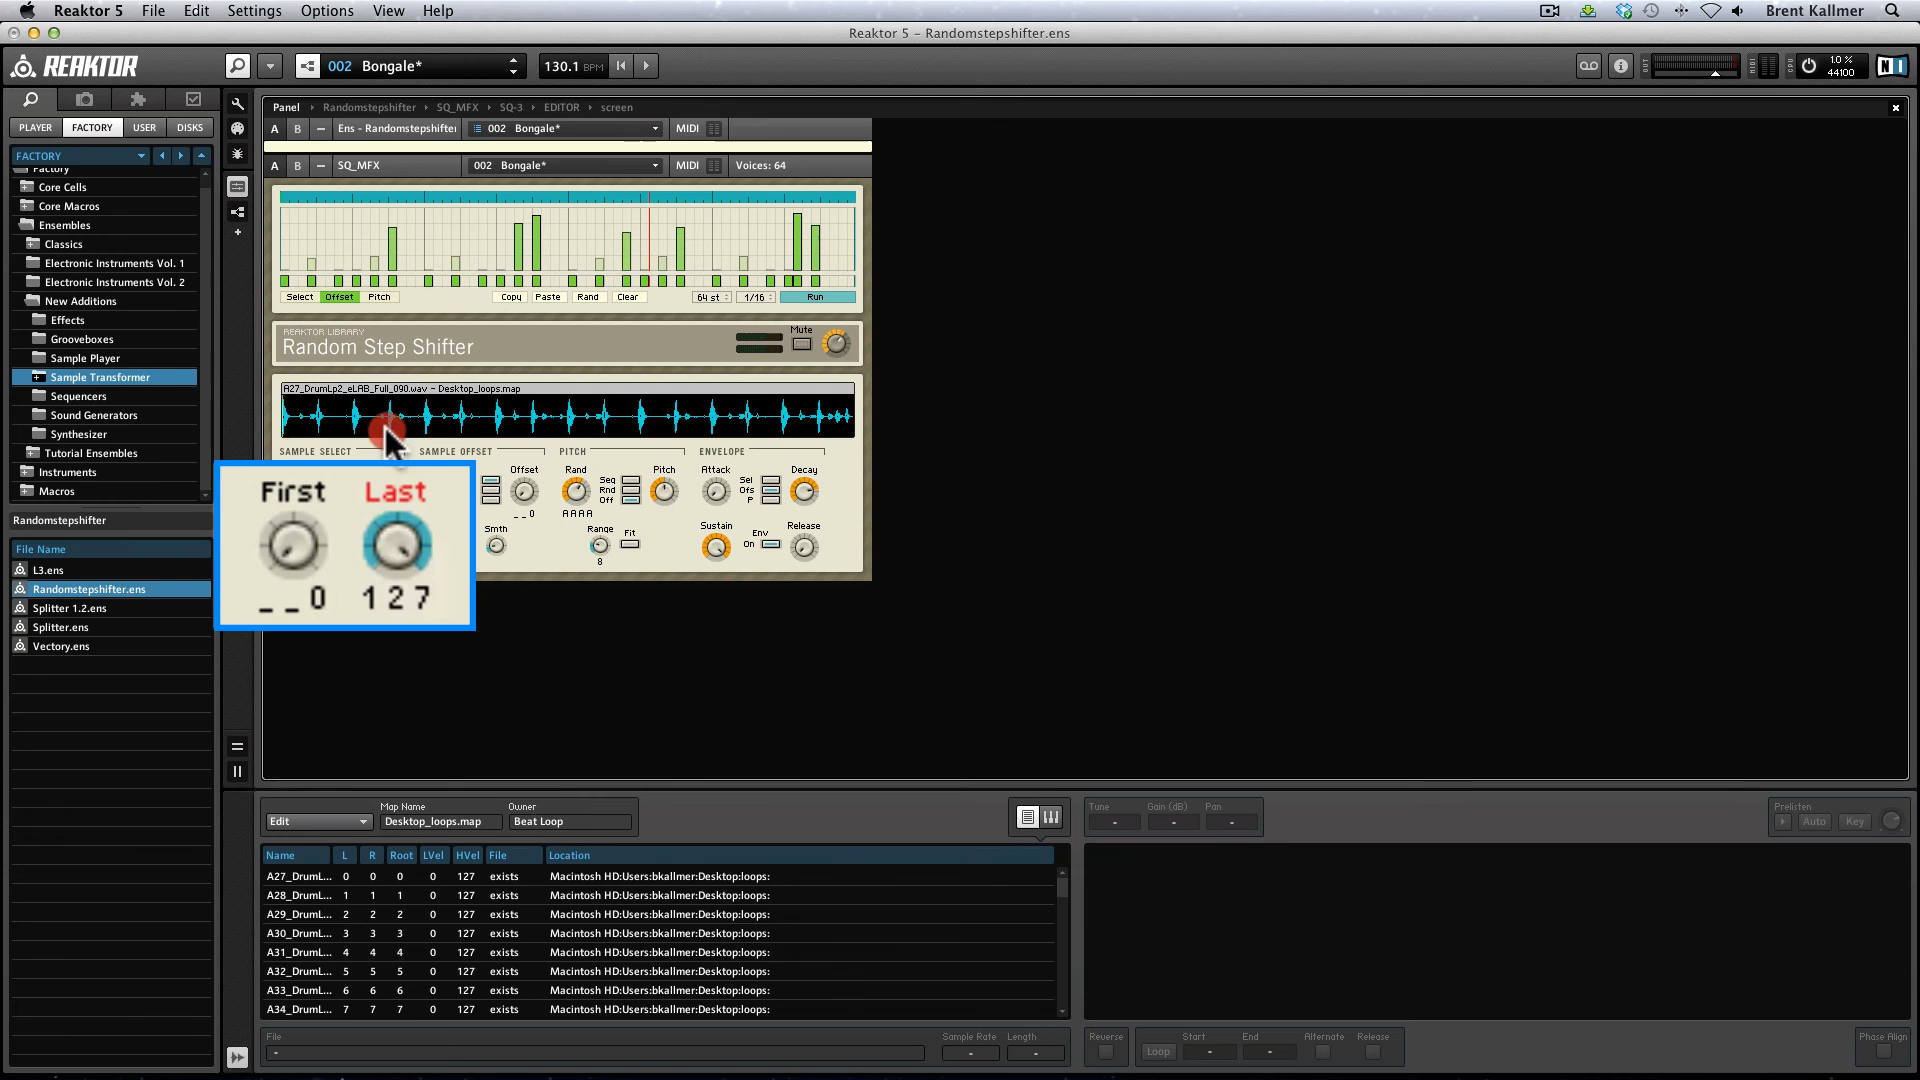 Reaktor 5 File Edit Settings Options View Help Brent Kallmer
Reaktor 5 - Randomstepshifter.ens
REAKTOR 002 Bongale* 130.1 BPM 1.0 % 44100
PLAYER FACTORY USER DISKS
FACTORY
Factory
Core Cells
Core Macros
Ensembles
Classics
Electronic Instruments Vol. 1
Electronic Instruments Vol. 2
New Additions
Effects
Grooveboxes
Sample Player
Sample Transformer
Sequencers
Sound Generators
Synthesizer
Tutorial Ensembles
Instruments
Macros
Randomstepshifter
File Name
L3.ens
Randomstepshifter.ens
Splitter 1.2.ens
Splitter.ens
Vectory.ens
Panel Randomstepshifter SQ_MFX SQ-3 EDITOR screen
A B Ens - Randomstepshifter 002 Bongale* MIDI
A B SQ_MFX 002 Bongale* MIDI Voices: 64
Select Offset Pitch Copy Paste Rand Clear 64 st 1/16 Run
REAKTOR LIBRARY
Random Step Shifter
Mute
A27_DrumLp2_eLAB_Full_090.wav - Desktop_loops.map
SAMPLE SELECT SAMPLE OFFSET PITCH ENVELOPE
Offset Rand Seq Rnd Off Pitch Attack Sel Ofs P Decay
_ _ 0 A A A A
Smth Range Fit Sustain Env On Release
8
First Last
_ _ 0 1 2 7
Edit Map Name Desktop_loops.map Owner Beat Loop
Name L R Root LVel HVel File Location
A27_DrumL... 0 0 0 0 127 exists Macintosh HD:Users:bkallmer:Desktop:loops:
A28_DrumL... 1 1 1 0 127 exists Macintosh HD:Users:bkallmer:Desktop:loops:
A29_DrumL... 2 2 2 0 127 exists Macintosh HD:Users:bkallmer:Desktop:loops:
A30_DrumL... 3 3 3 0 127 exists Macintosh HD:Users:bkallmer:Desktop:loops:
A31_DrumL... 4 4 4 0 127 exists Macintosh HD:Users:bkallmer:Desktop:loops:
A32_DrumL... 5 5 5 0 127 exists Macintosh HD:Users:bkallmer:Desktop:loops:
A33_DrumL... 6 6 6 0 127 exists Macintosh HD:Users:bkallmer:Desktop:loops:
A34_DrumL... 7 7 7 0 127 exists Macintosh HD:Users:bkallmer:Desktop:loops:
File Sample Rate Length
- - -
Tune Gain (dB) Pan
- - -
Prelisten
Auto Key
Reverse Start End Alternate Release
Loop - -
Phase Align